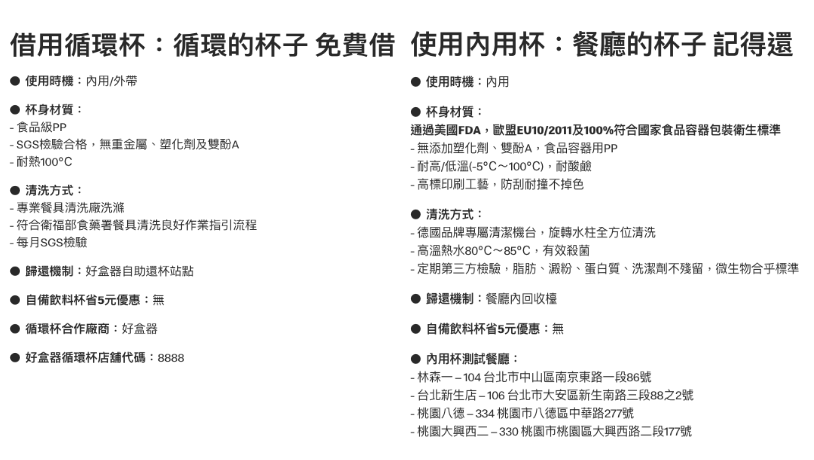 借用循環杯：循環的杯子 免費借
● 使用時機：內用/外帶
● 杯身材質：
- 食品級PP
- SGS檢驗合格，無重金屬、塑化劑及雙酚A
- 耐熱100°C
● 清洗方式：
- 專業餐具清洗廠洗滌
- 符合衛福部食藥署餐具清洗良好作業指引流程
- 每月SGS檢驗
● 歸還機制：好盒器自助還杯站點
● 自備飲料杯省5元優惠：無
● 循環杯合作廠商：好盒器
● 好盒器循環杯店舖代碼：8888
使用內用杯：餐廳的杯子 記得還
● 使用時機：內用
● 杯身材質：
通過美國FDA，歐盟EU10/2011及100%符合國家食品容器包裝衛生標準
- 無添加塑化劑、雙酚A，食品容器用PP
- 耐高/低溫(-5°C～100°C)，耐酸鹼
- 高標印刷工藝，防刮耐撞不掉色
● 清洗方式：
- 德國品牌專屬清潔機台，旋轉水柱全方位清洗
- 高溫熱水80°C～85°C，有效殺菌
- 定期第三方檢驗，脂肪、澱粉、蛋白質、洗潔劑不殘留，微生物合乎標準
● 歸還機制：餐廳內回收檯
● 自備飲料杯省5元優惠：無
● 內用杯測試餐廳：
- 林森一 – 104 台北市中山區南京東路一段86號
- 台北新生店 – 106 台北市大安區新生南路三段88之2號
- 桃園八德 – 334 桃園市八德區中華路277號
- 桃園大興西二 – 330 桃園市桃園區大興西路二段177號